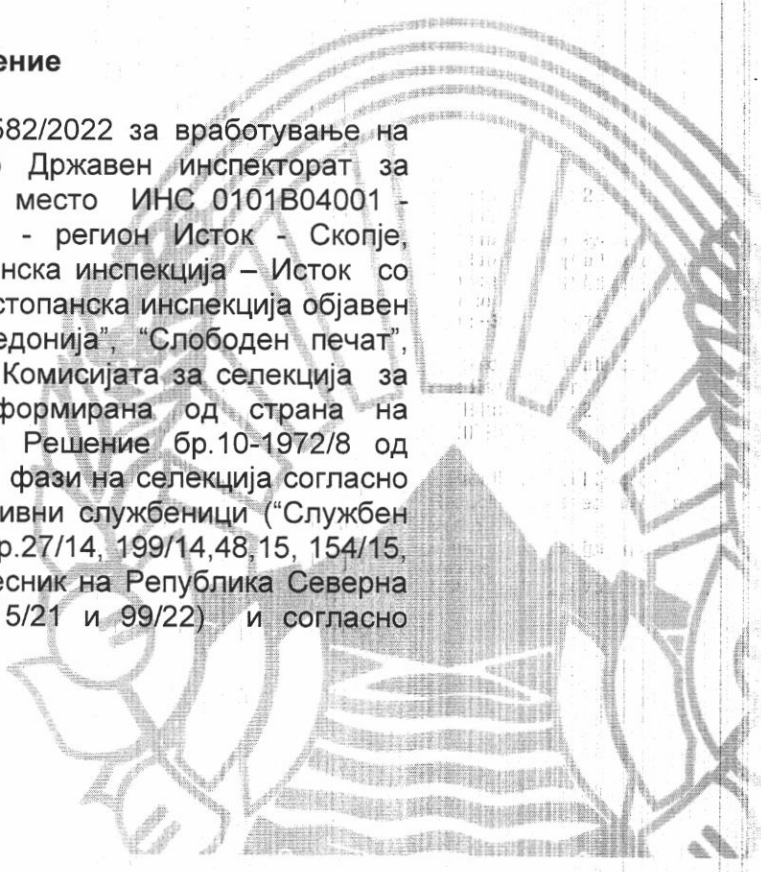 ение
582/2022 за вработување на
Државен инспекторат за
место ИНС 0101В04001 -
- регион Исток - Скопје,
нска инспекција – Исток со
стопанска инспекција објавен
едонија”, “Слободен печат”,
Комисијата за селекција за
формирана од страна на
Решение бр.10-1972/8 од
фази на селекција согласно
ивни службеници (“Службен
р.27/14, 199/14,48,15, 154/15,
есник на Република Северна
5/21 и 99/22) и согласно